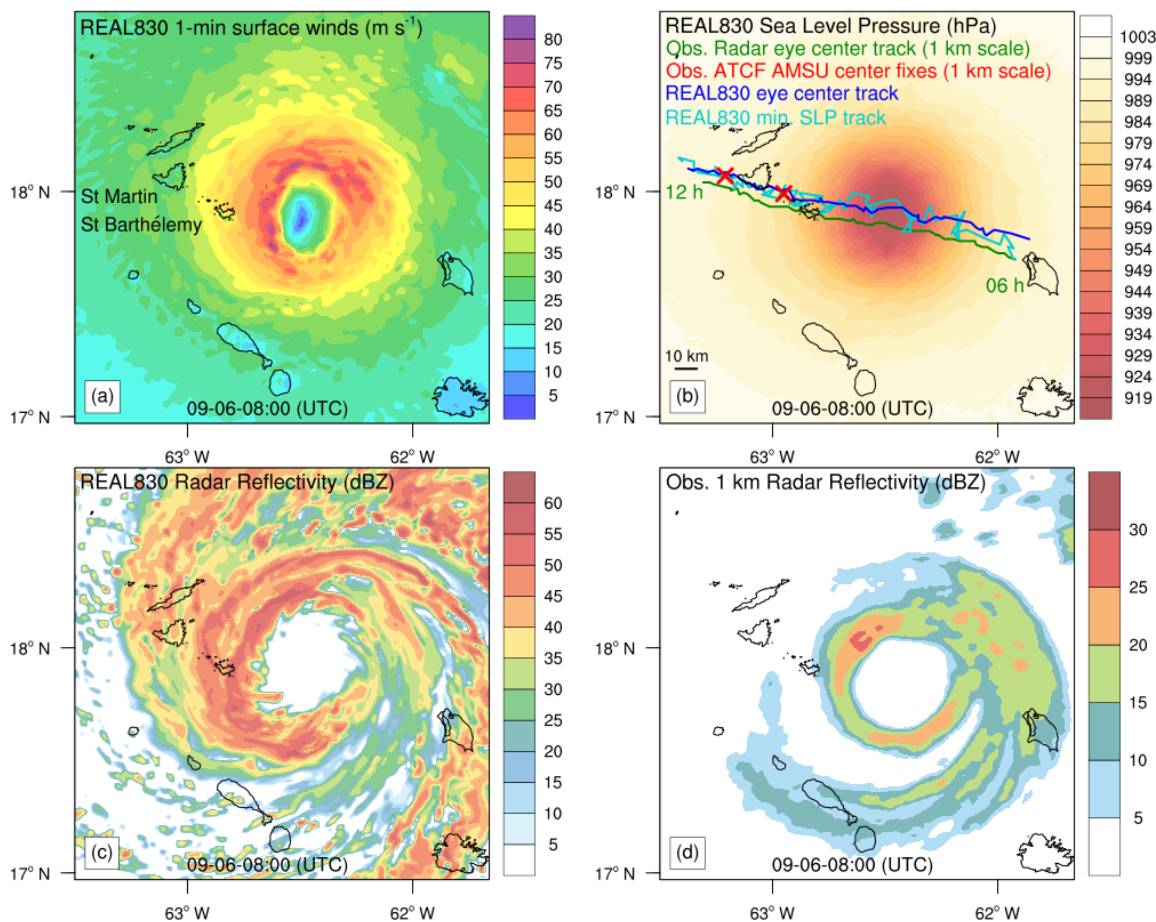 REAL830 1-min surface winds (m s⁻¹)
18° N
St Martin
St Barthélemy
17° N
(a)
09-06-08:00 (UTC)
63° W
62° W
80
75
70
65
60
55
50
45
40
35
30
25
20
15
10
5
REAL830 Sea Level Pressure (hPa)
Obs. Radar eye center track (1 km scale)
Obs. ATCF AMSU center fixes (1 km scale)
REAL830 eye center track
REAL830 min. SLP track
18° N
12 h
06 h
10 km
17° N
(b)
09-06-08:00 (UTC)
63° W
62° W
1003
999
994
989
984
979
974
969
964
959
954
949
944
939
934
929
924
919
REAL830 Radar Reflectivity (dBZ)
18° N
17° N
(c)
09-06-08:00 (UTC)
63° W
62° W
60
55
50
45
40
35
30
25
20
15
10
5
Obs. 1 km Radar Reflectivity (dBZ)
18° N
17° N
(d)
09-06-08:00 (UTC)
63° W
62° W
30
25
20
15
10
5